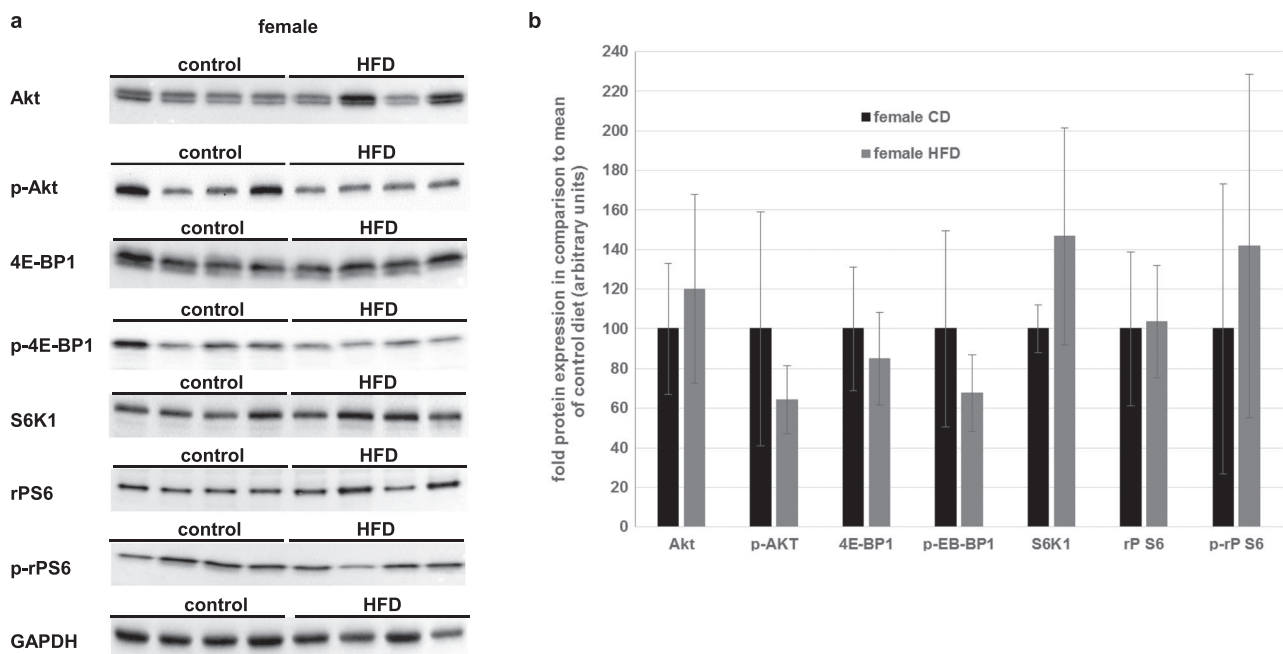 a
female
control HFD
Akt
control HFD
p-Akt
control HFD
4E-BP1
control HFD
p-4E-BP1
control HFD
S6K1
control HFD
rPS6
control HFD
p-rPS6
control HFD
GAPDH
b
fold protein expression in comparison to mean
of control diet (arbitrary units)
240
220
200
180
160
140
120
100
80
60
40
20
0
female CD
female HFD
Akt p-AKT 4E-BP1 p-EB-BP1 S6K1 rP S6 p-rP S6